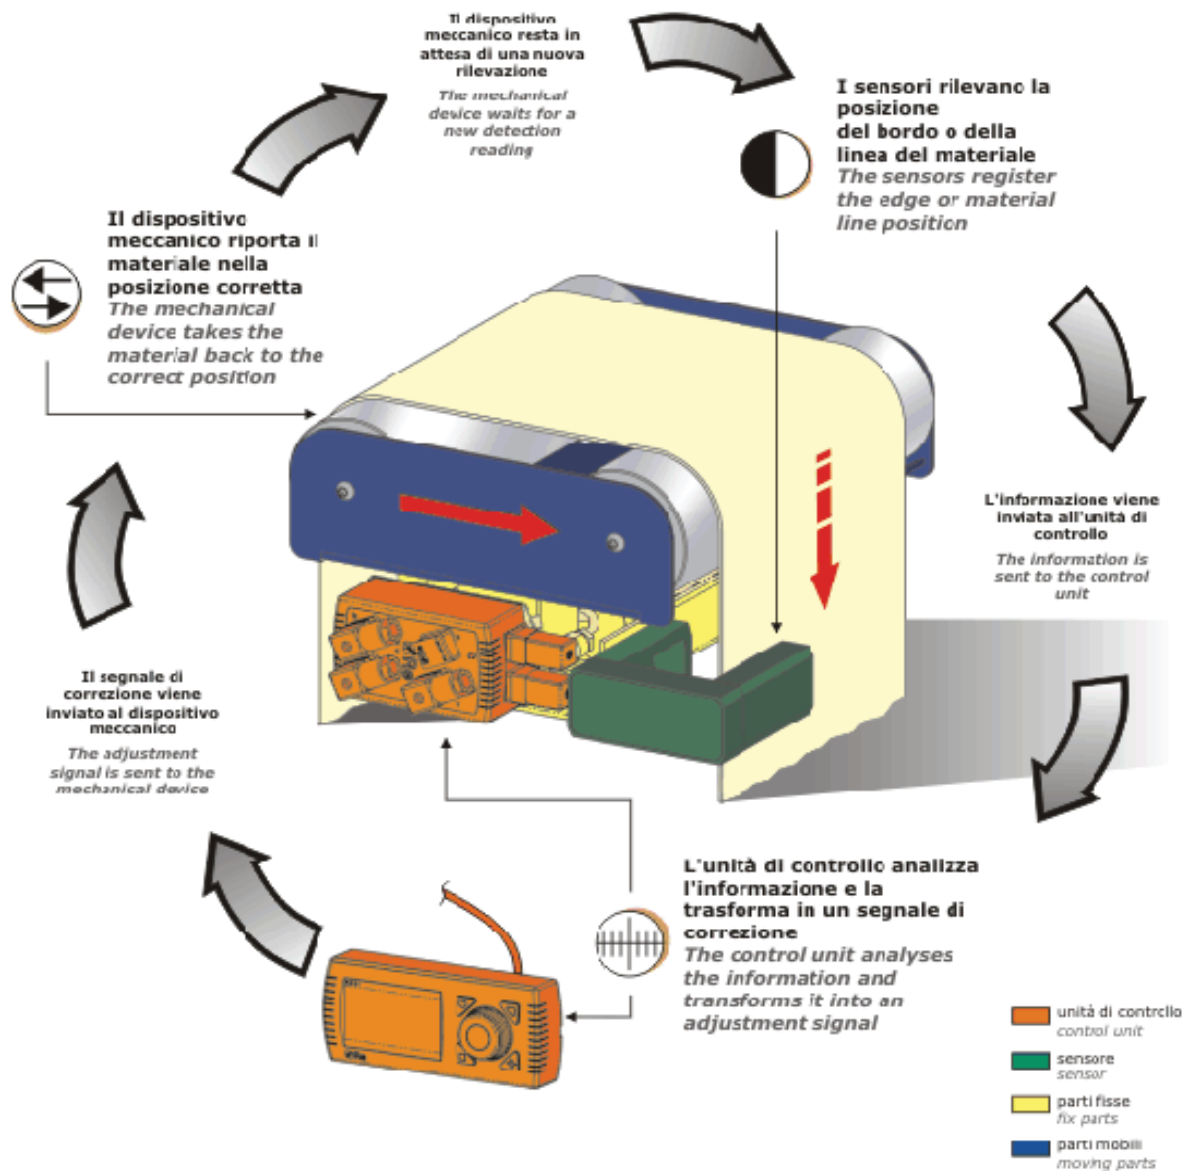 Il dispositivo
meccanico resta in
attesa di una nuova
rilevazione
The mechanical
device waits for a
new detection
reading
I sensori rilevano la
posizione
del bordo o della
linea del materiale
The sensors register
the edge or material
line position
Il dispositivo
meccanico riporta il
materiale nella
posizione corretta
The mechanical
device takes the
material back to the
correct position
L'informazione viene
inviata all'unità di
controllo
The information is
sent to the control
unit
Il segnale di
correzione viene
inviato al dispositivo
meccanico
The adjustment
signal is sent to the
mechanical device
L'unità di controllo analizza
l'informazione e la
trasforma in un segnale di
correzione
The control unit analyses
the information and
transforms it into an
adjustment signal
unità di controllo
control unit
sensore
sensor
parti fisse
fix parts
parti mobili
moving parts